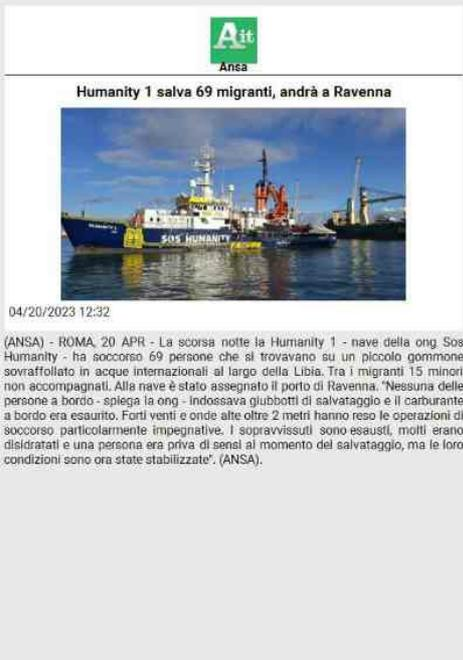 Ait
Ansa
Humanity 1 salva 69 migranti, andrà a Ravenna
HUMANITY 1
SOS HUMANITY
04/20/2023 12:32
(ANSA) - ROMA, 20 APR - La scorsa notte la Humanity 1 - nave della ong Sos
Humanity - ha soccorso 69 persone che si trovavano su un piccolo gommone
sovraffollato in acque internazionali al largo della Libia. Tra i migranti 15 minori
non accompagnati. Alla nave è stato assegnato il porto di Ravenna. "Nessuna delle
persone a bordo - spiega la ong - indossava giubbotti di salvataggio e il carburante
a bordo era esaurito. Forti venti e onde alte oltre 2 metri hanno reso le operazioni di
soccorso particolarmente impegnative. I sopravvissuti sono esausti, molti erano
disidratati e una persona era priva di sensi al momento del salvataggio, ma le loro
condizioni sono ora state stabilizzate". (ANSA).